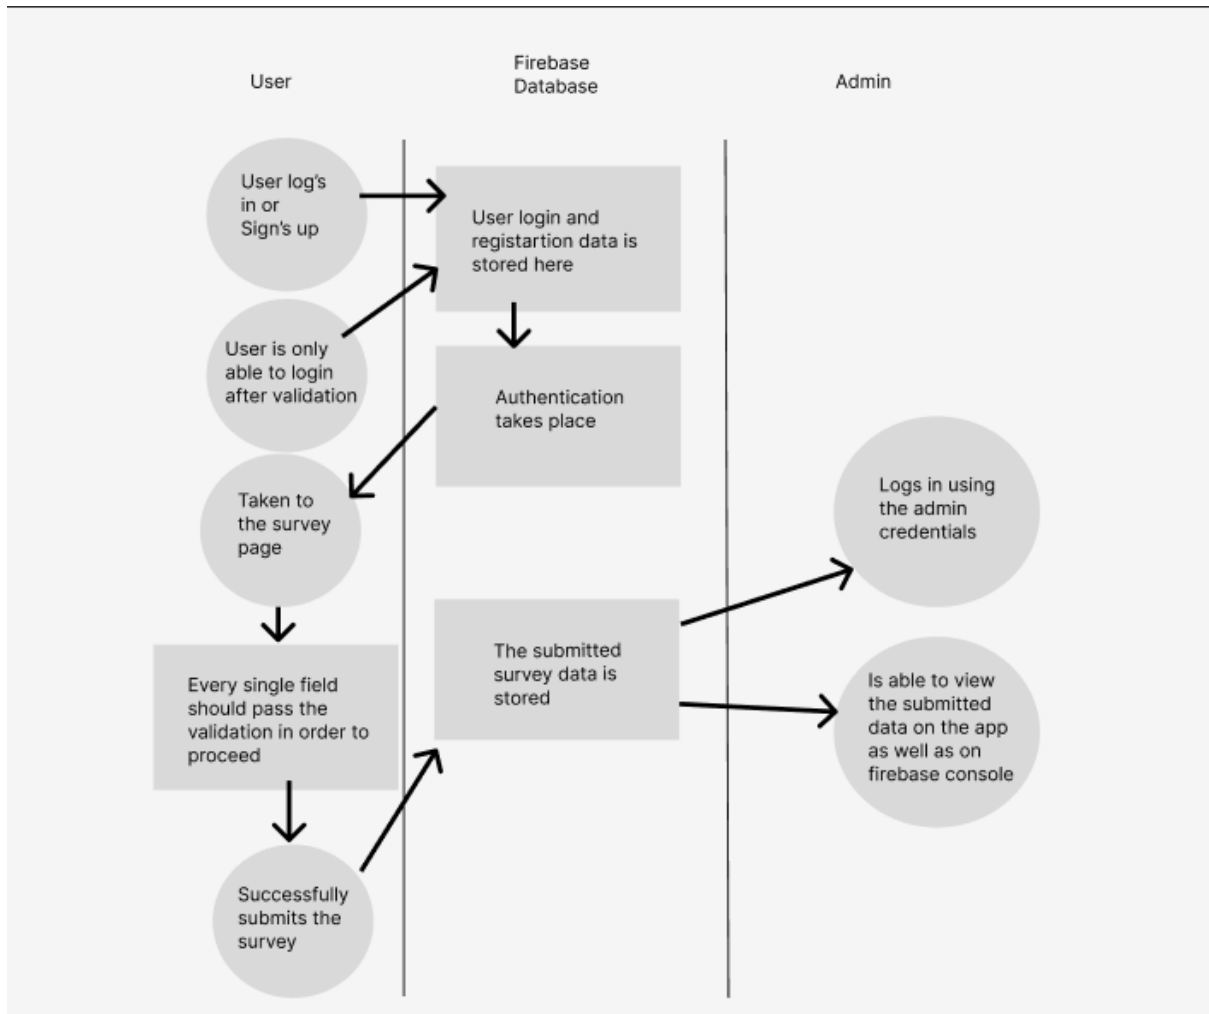 User
Firebase
Database
Admin
User log's
in or
Sign's up
User login and
registartion data is
stored here
User is only
able to login
after validation
Authentication
takes place
Taken to
the survey
page
Logs in using
the admin
credentials
Every single field
should pass the
validation in order to
proceed
The submitted
survey data is
stored
Is able to view
the submitted
data on the app
as well as on
firebase console
Successfully
submits the
survey